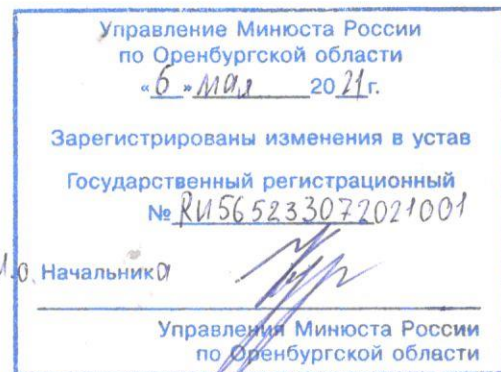 Управление Минюста России
по Оренбургской области
«6» мая 2021 г.
Зарегистрированы изменения в устав
Государственный регистрационный
№ RU565233072021001
И.о. Начальника
Управления Минюста России
по Оренбургской области